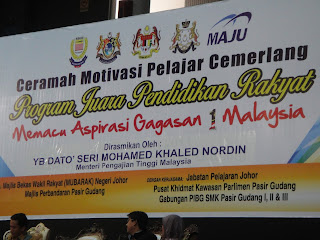 MAJU
Ceramah Motivasi Pelajar Cemerlang
Program Juara Pendidikan Rakyat
Memacu Aspirasi Gagasan 1 Malaysia
Dirasmikan Oleh :
YB DATO' SERI MOHAMED KHALED NORDIN
Menteri Pengajian Tinggi Malaysia
Majlis Bekas Wakil Rakyat (MUBARAK) Negeri Johor
Majlis Perbandaran Pasir Gudang
DENGAN KERJASAMA : Jabatan Pelajaran Johor
Pusat Khidmat Kawasan Parlimen Pasir Gudang
Gabungan PIBG SMK Pasir Gudang I, II & III